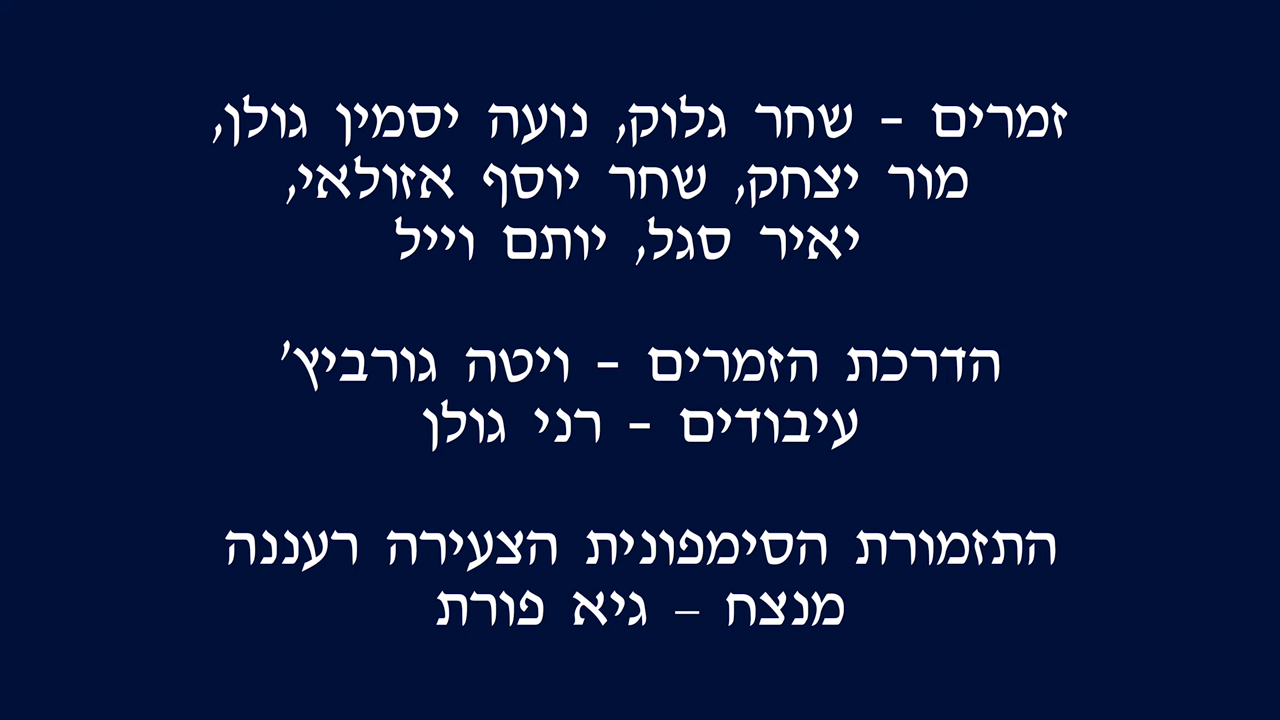 זמרים - שחר גלוק, נועה יסמין גולן,
מור יצחק, שחר יוסף אזולאי,
יאיר סגל, יותם וייל
הדרכת הזמרים - ויטה גורביץ'
עיבודים - רני גולן
התזמורת הסימפונית הצעירה רעננה
מנצח – גיא פורת